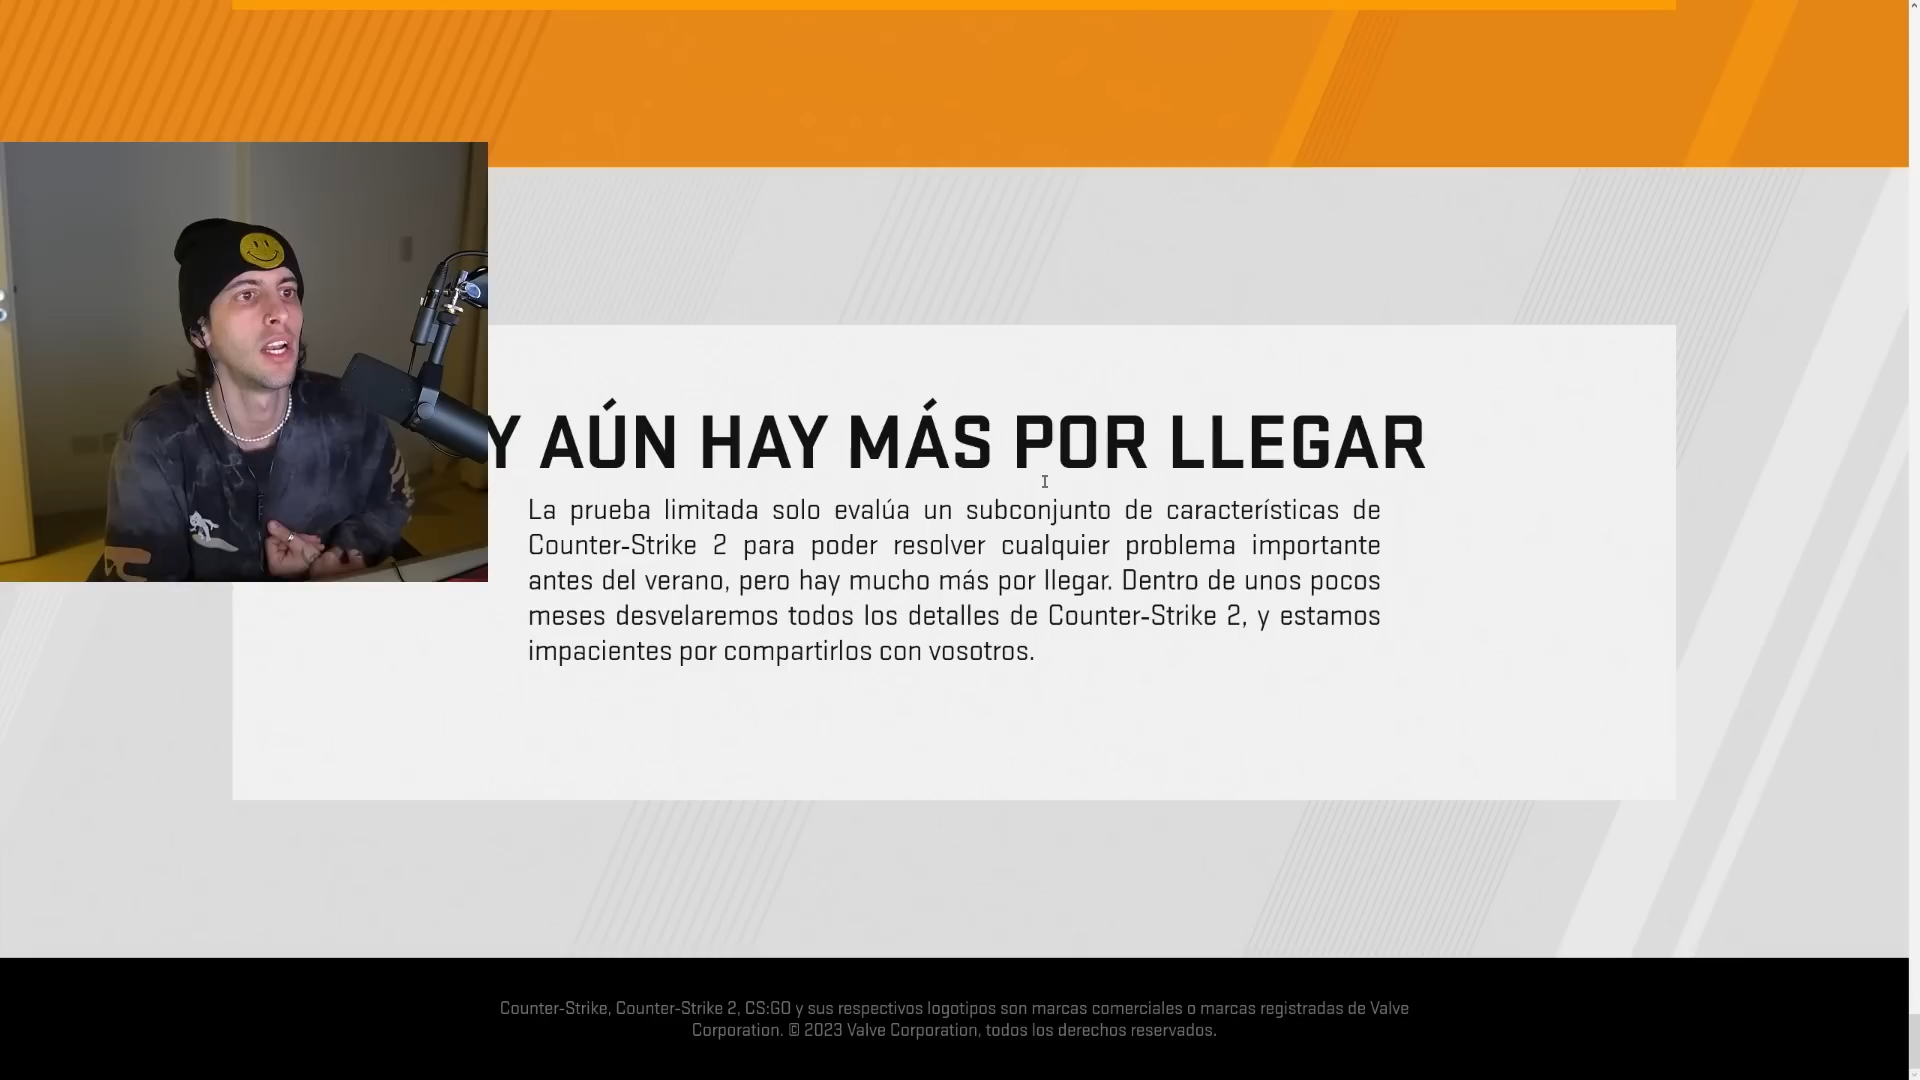 Y AÚN HAY MÁS POR LLEGAR
La prueba limitada solo evalúa un subconjunto de características de
Counter-Strike 2 para poder resolver cualquier problema importante
antes del verano, pero hay mucho más por llegar. Dentro de unos pocos
meses desvelaremos todos los detalles de Counter-Strike 2, y estamos
impacientes por compartirlos con vosotros.
Counter-Strike, Counter-Strike 2, CS:GO y sus respectivos logotipos son marcas comerciales o marcas registradas de Valve
Corporation. © 2023 Valve Corporation, todos los derechos reservados.